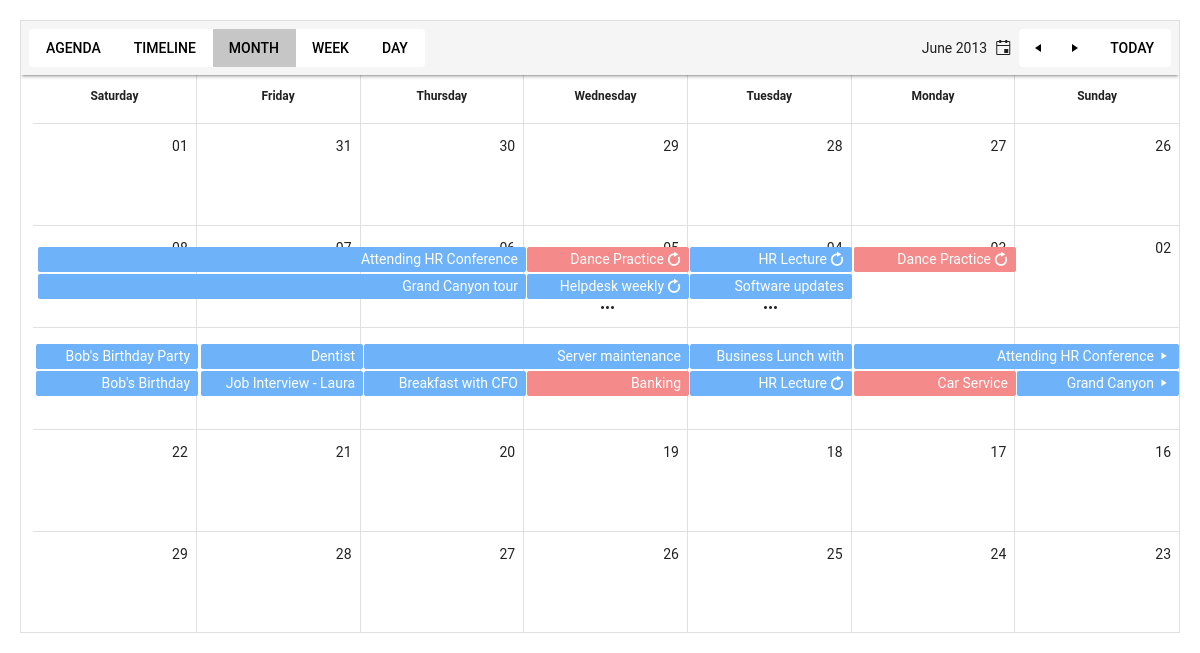 AGENDA TIMELINE MONTH WEEK DAY June 2013 TODAY
Saturday Friday Thursday Wednesday Tuesday Monday Sunday
01 31 30 29 28 27 26
08 07 06 05 04 03 02
Attending HR Conference Dance Practice HR Lecture Dance Practice
Grand Canyon tour Helpdesk weekly Software updates
••• •••
Bob's Birthday Party Dentist Server maintenance Business Lunch with Attending HR Conference
Bob's Birthday Job Interview - Laura Breakfast with CFO Banking HR Lecture Car Service Grand Canyon
22 21 20 19 18 17 16
29 28 27 26 25 24 23